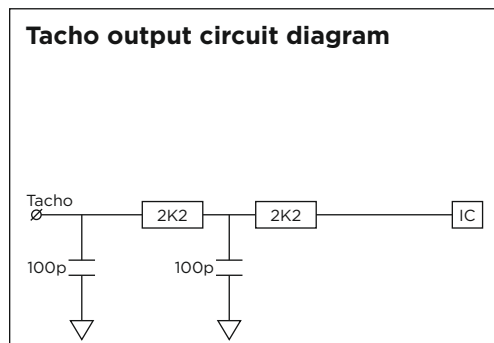 Tacho output circuit diagram
Tacho
2K2
2K2
IC
100p
100p